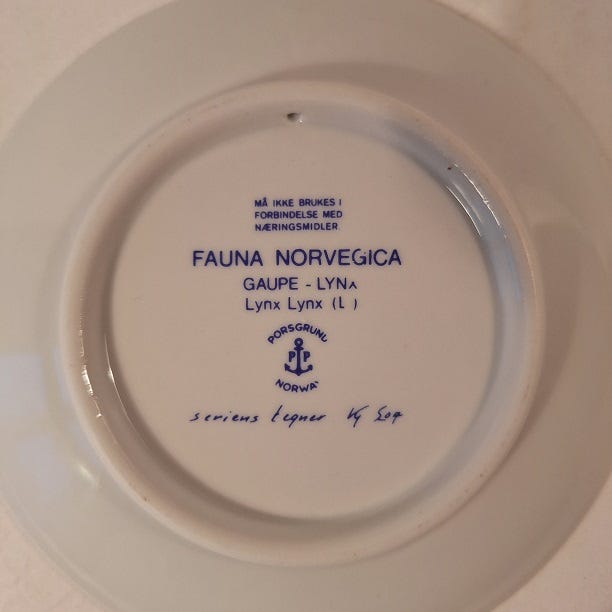 MÅ IKKE BRUKES I
FORBINDELSE MED
NÆRINGSMIDLER
FAUNA NORVEGICA
GAUPE - LYNX
Lynx Lynx (L )
PORSGRUND
P P
NORWAY
seriens tegner